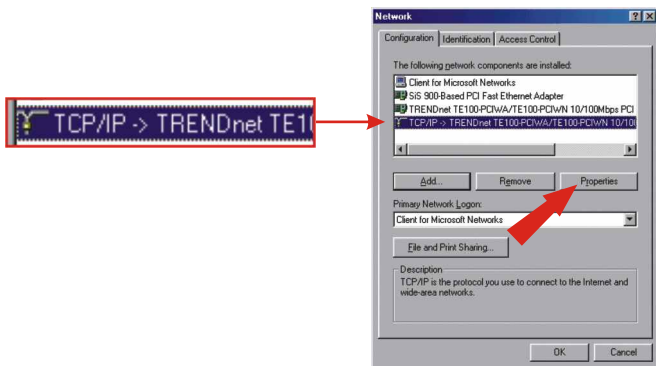 TCP/IP -> TRENDnet TE1
Network
Configuration Identification Access Control
The following network components are installed:
Client for Microsoft Networks
SiS 900-Based PCI Fast Ethernet Adapter
TRENDnet TE100-PCIWA/TE100-PCIWN 10/100Mbps PCI
TCP/IP -> TRENDnet TE100-PCIWA/TE100-PCIWN 10/10
Add... Remove Properties
Primary Network Logon:
Client for Microsoft Networks
File and Print Sharing...
Description
TCP/IP is the protocol you use to connect to the Internet and
wide-area networks.
OK Cancel